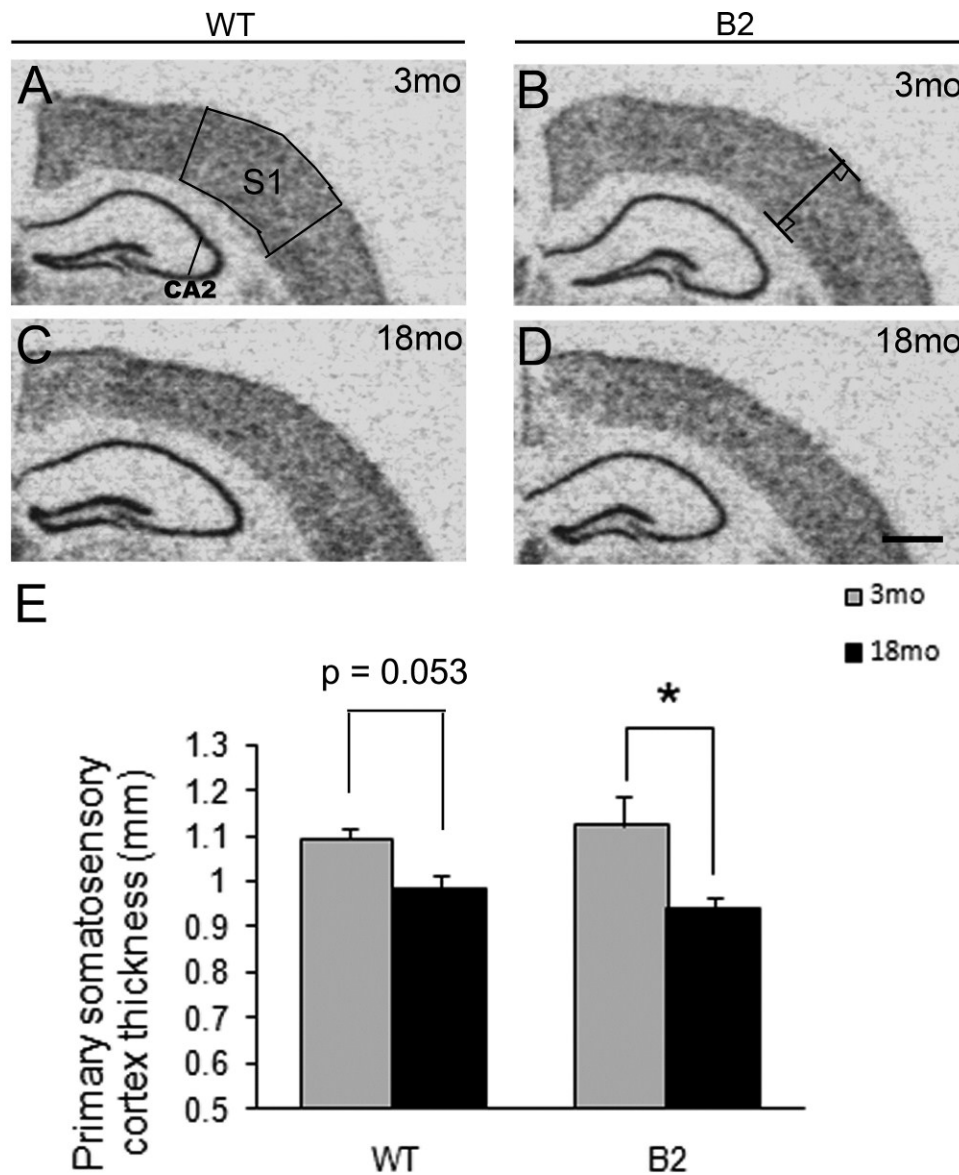 WT
B2
A
3mo
S1
CA2
B
3mo
C
18mo
D
18mo
E
3mo
18mo
p = 0.053
*
Primary somatosensory
cortex thickness (mm)
1.3
1.2
1.1
1
0.9
0.8
0.7
0.6
0.5
WT
B2